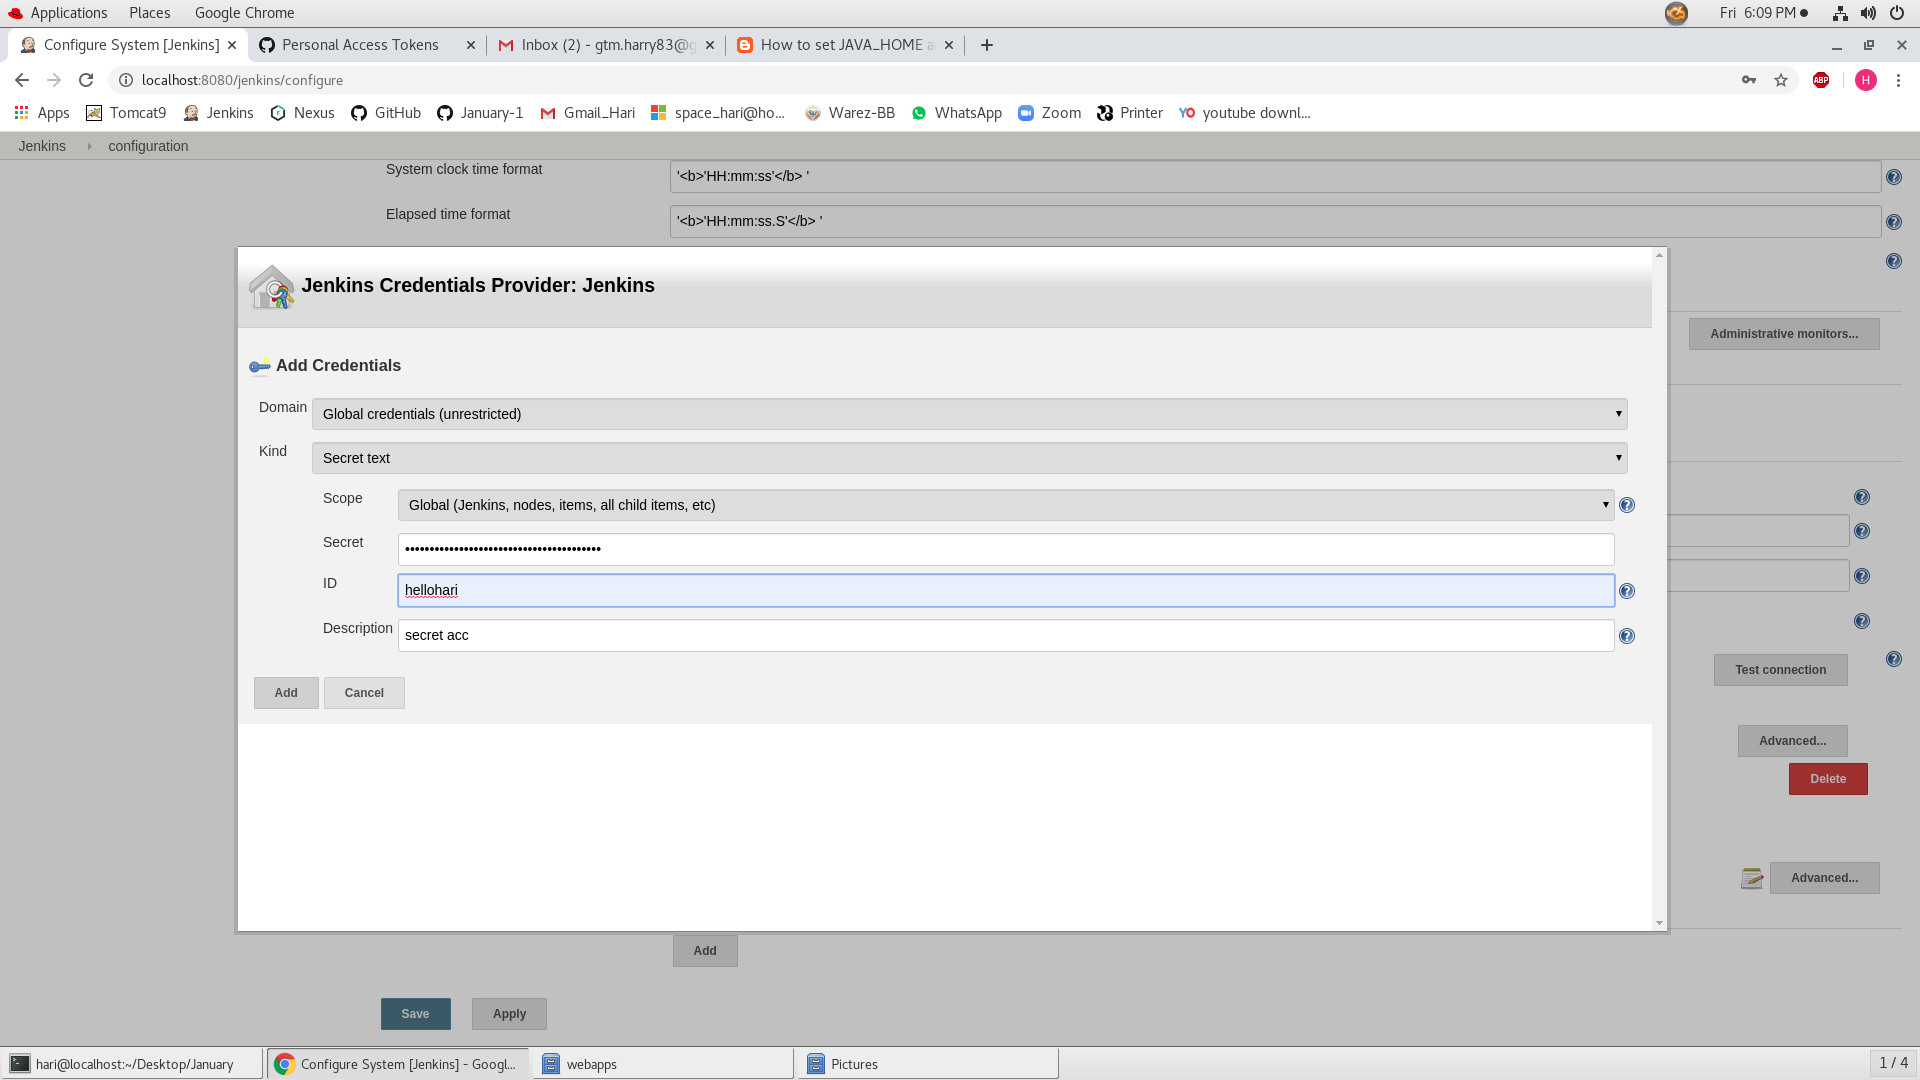 Applications Places Google Chrome Fri 6:09 PM
Configure System [Jenkins] Personal Access Tokens Inbox (2) - gtm.harry83@g How to set JAVA_HOME a
localhost:8080/jenkins/configure ABP H
Apps Tomcat9 Jenkins Nexus GitHub January-1 Gmail_Hari space_hari@ho... Warez-BB WhatsApp Zoom Printer YO youtube downl...
Jenkins configuration
System clock time format '<b>'HH:mm:ss'</b> '
Elapsed time format '<b>'HH:mm:ss.S'</b> '
Jenkins Credentials Provider: Jenkins
Administrative monitors...
Add Credentials
Domain Global credentials (unrestricted)
Kind Secret text
Scope Global (Jenkins, nodes, items, all child items, etc)
Secret ••••••••••••••••••••••••••••••••••••••••
ID hellohari
Description secret acc
Test connection
Add Cancel
Advanced...
Delete
Advanced...
Add
Save Apply
hari@localhost:~/Desktop/January Configure System [Jenkins] - Googl... webapps Pictures 1 / 4